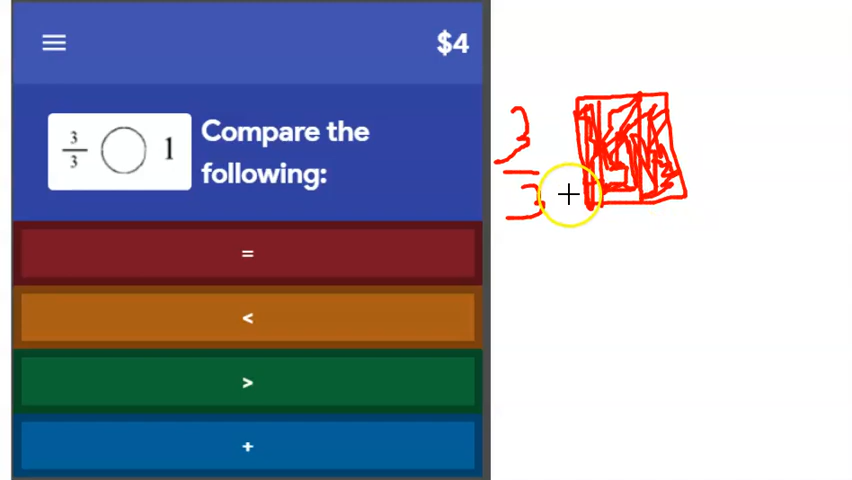 $4
3/3 ◯ 1
Compare the
following:
=
<
>
+
3
3